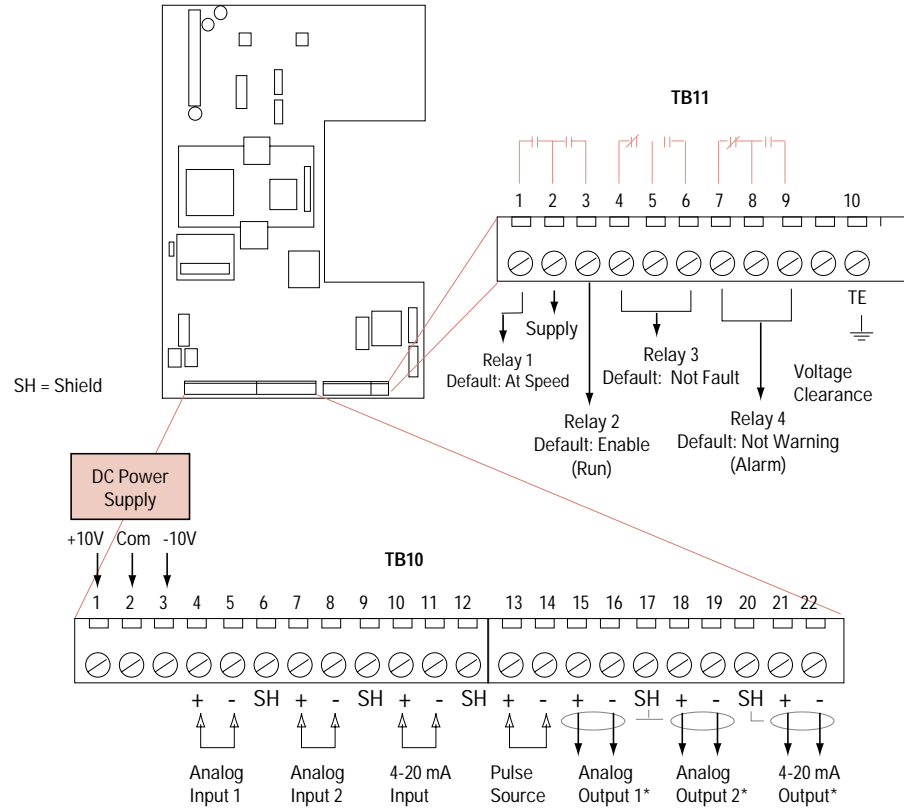 TB11
1 2 3 4 5 6 7 8 9 10
TE
Supply
Relay 1
Default: At Speed
Relay 3
Default: Not Fault
Voltage
Clearance
Relay 2
Default: Enable
(Run)
Relay 4
Default: Not Warning
(Alarm)
SH = Shield
DC Power
Supply
+10V Com -10V
TB10
1 2 3 4 5 6 7 8 9 10 11 12 13 14 15 16 17 18 19 20 21 22
+ - SH + - SH + - SH + - + - SH + - SH + -
Analog
Input 1
Analog
Input 2
4-20 mA
Input
Pulse
Source
Analog
Output 1*
Analog
Output 2*
4-20 mA
Output*